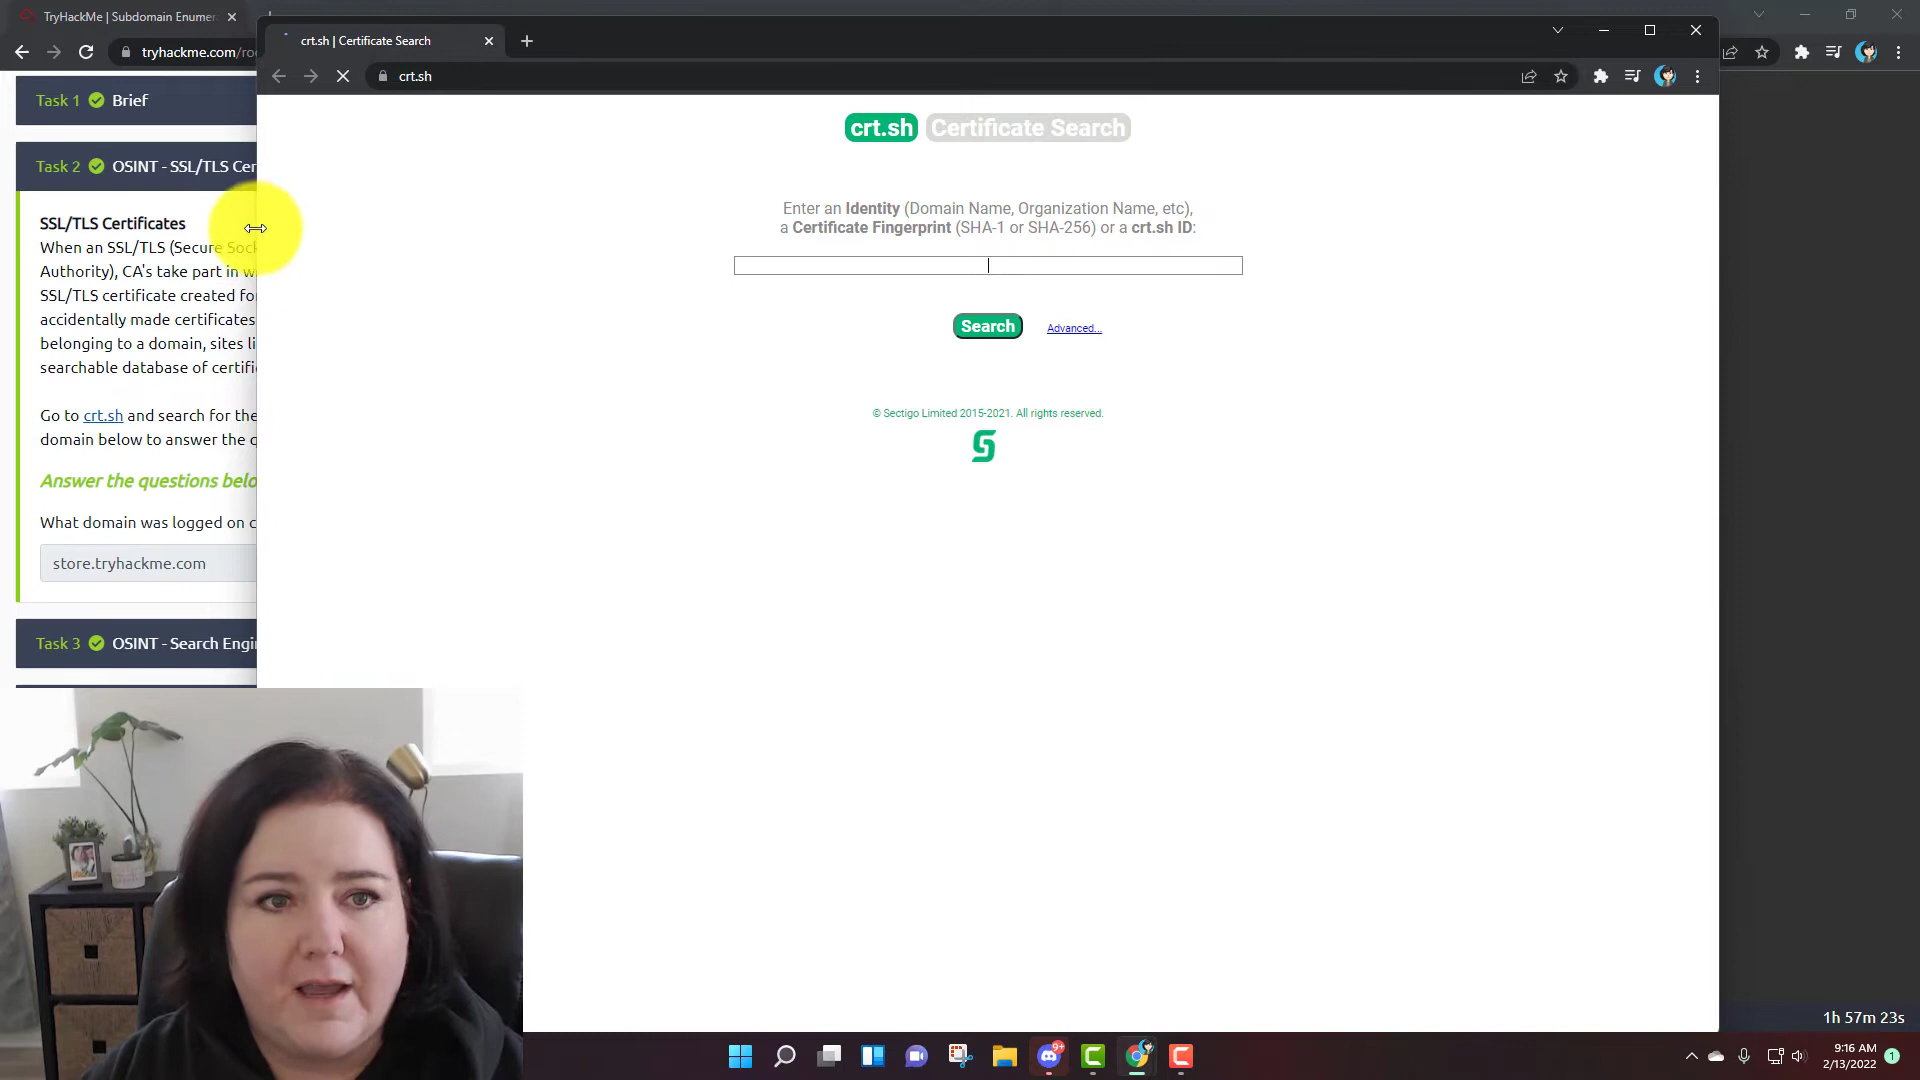 TryHackMe | Subdomain Enumer
tryhackme.com/roo
crt.sh | Certificate Search
crt.sh
Task 1 Brief
Task 2 OSINT - SSL/TLS Cer
SSL/TLS Certificates
When an SSL/TLS (Secure Sock
Authority), CA's take part in w
SSL/TLS certificate created for
accidentally made certificates
belonging to a domain, sites li
searchable database of certifi
Go to crt.sh and search for the
domain below to answer the q
Answer the questions belo
What domain was logged on c
store.tryhackme.com
Task 3 OSINT - Search Engin
crt.sh Certificate Search
Enter an Identity (Domain Name, Organization Name, etc),
a Certificate Fingerprint (SHA-1 or SHA-256) or a crt.sh ID:
Search Advanced...
© Sectigo Limited 2015-2021. All rights reserved.
1h 57m 23s
9+
9:16 AM
2/13/2022
1